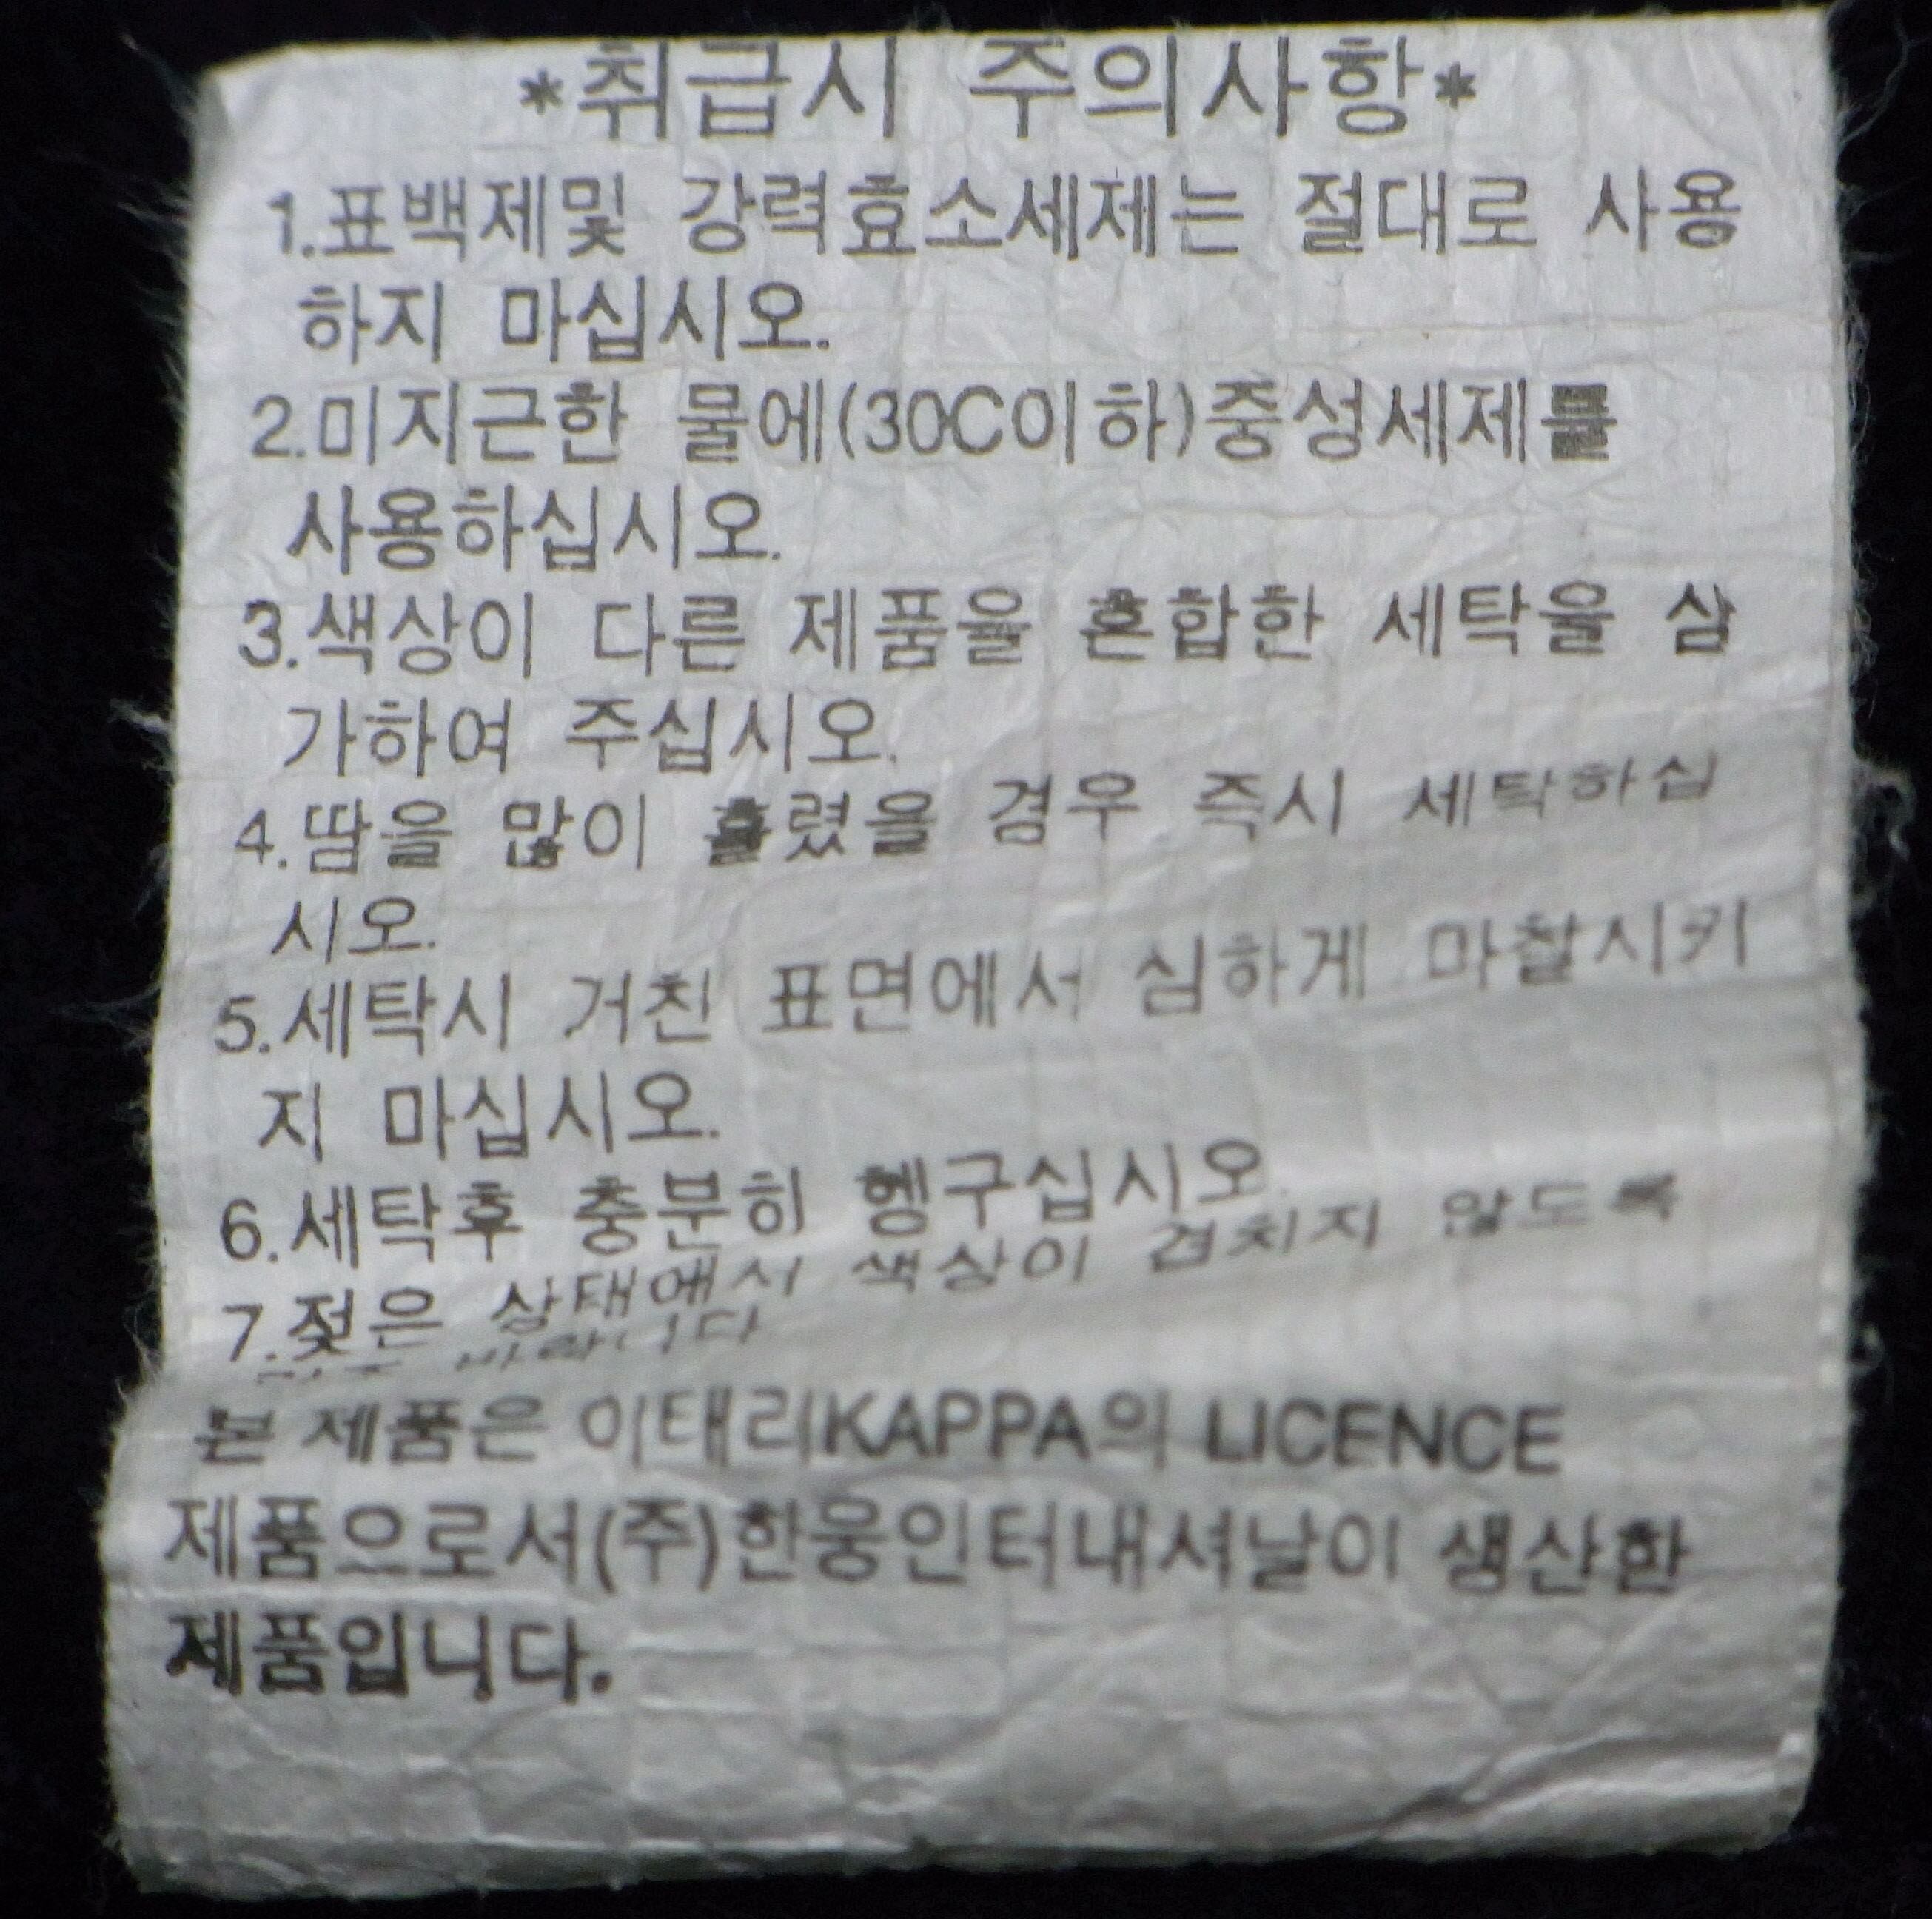 *취급시 주의사항*
1.표백제및 강력효소세제는 절대로 사용
하지 마십시오.
2.미지근한 물에(30C이하)중성세제를
사용하십시오.
3.색상이 다른 제품을 혼합한 세탁을 삼
가하여 주십시오.
4.땀을 많이 흘렸을 경우 즉시 세탁하십
시오.
5.세탁시 거친 표면에서 심하게 마찰시키
지 마십시오.
6.세탁후 충분히 헹구십시오.
7.젖은 상태에서 색상이 겹치지 않도록
바랍니다
본 제품은 이태리KAPPA의 LICENCE
제품으로서(주)한웅인터내셔날이 생산한
제품입니다.